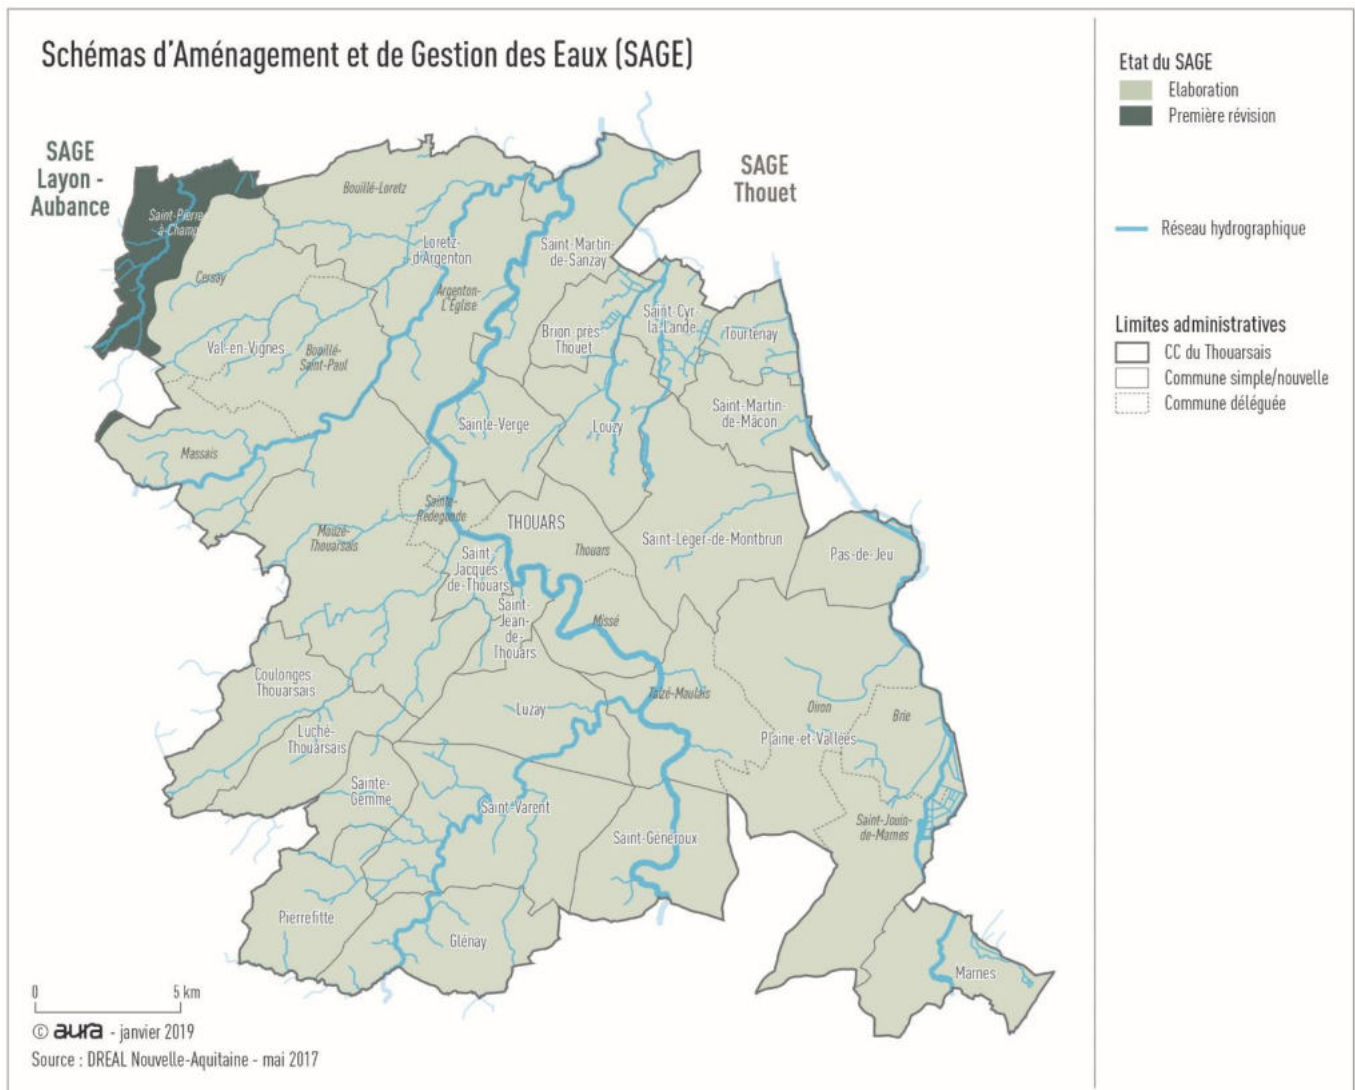 Schémas d'Aménagement et de Gestion des Eaux (SAGE)
Etat du SAGE
Elaboration
Première révision
Réseau hydrographique
Limites administratives
CC du Thouarsais
Commune simple/nouvelle
Commune déléguée
SAGE
Layon -
Aubance
SAGE
Thouet
Bouillé-Loretz
Saint-Pierre-
à-Champ
Loretz-
d'Argenton
Saint-Martin-
de-Sanzay
Cersay
Argenton-
L'Église
Saint-Cyr-
la-Lande
Brion-près-
Thouet
Tourtenay
Val-en-Vignes
Bouillé-
Saint-Paul
Saint-Martin-
de-Mâcon
Sainte-Verge
Louzy
Massais
Sainte-
Radegonde
THOUARS
Mauzé-
Thouarsais
Thouars
Saint-Léger-de-Montbrun
Pas-de-Jeu
Saint-
Jacques-
de-Thouars
Saint-
Jean-
de-
Thouars
Missé
Coulonges-
Thouarsais
Taizé-Maulais
Luzay
Oiron
Brie
Luché-
Thouarsais
Plaine-et-Vallées
Sainte-
Gemme
Saint-Varent
Saint-Généroux
Saint-Jouin-
de-Marnes
Pierrefitte
Glénay
Marnes
0 5 km
© aura - janvier 2019
Source : DREAL Nouvelle-Aquitaine - mai 2017